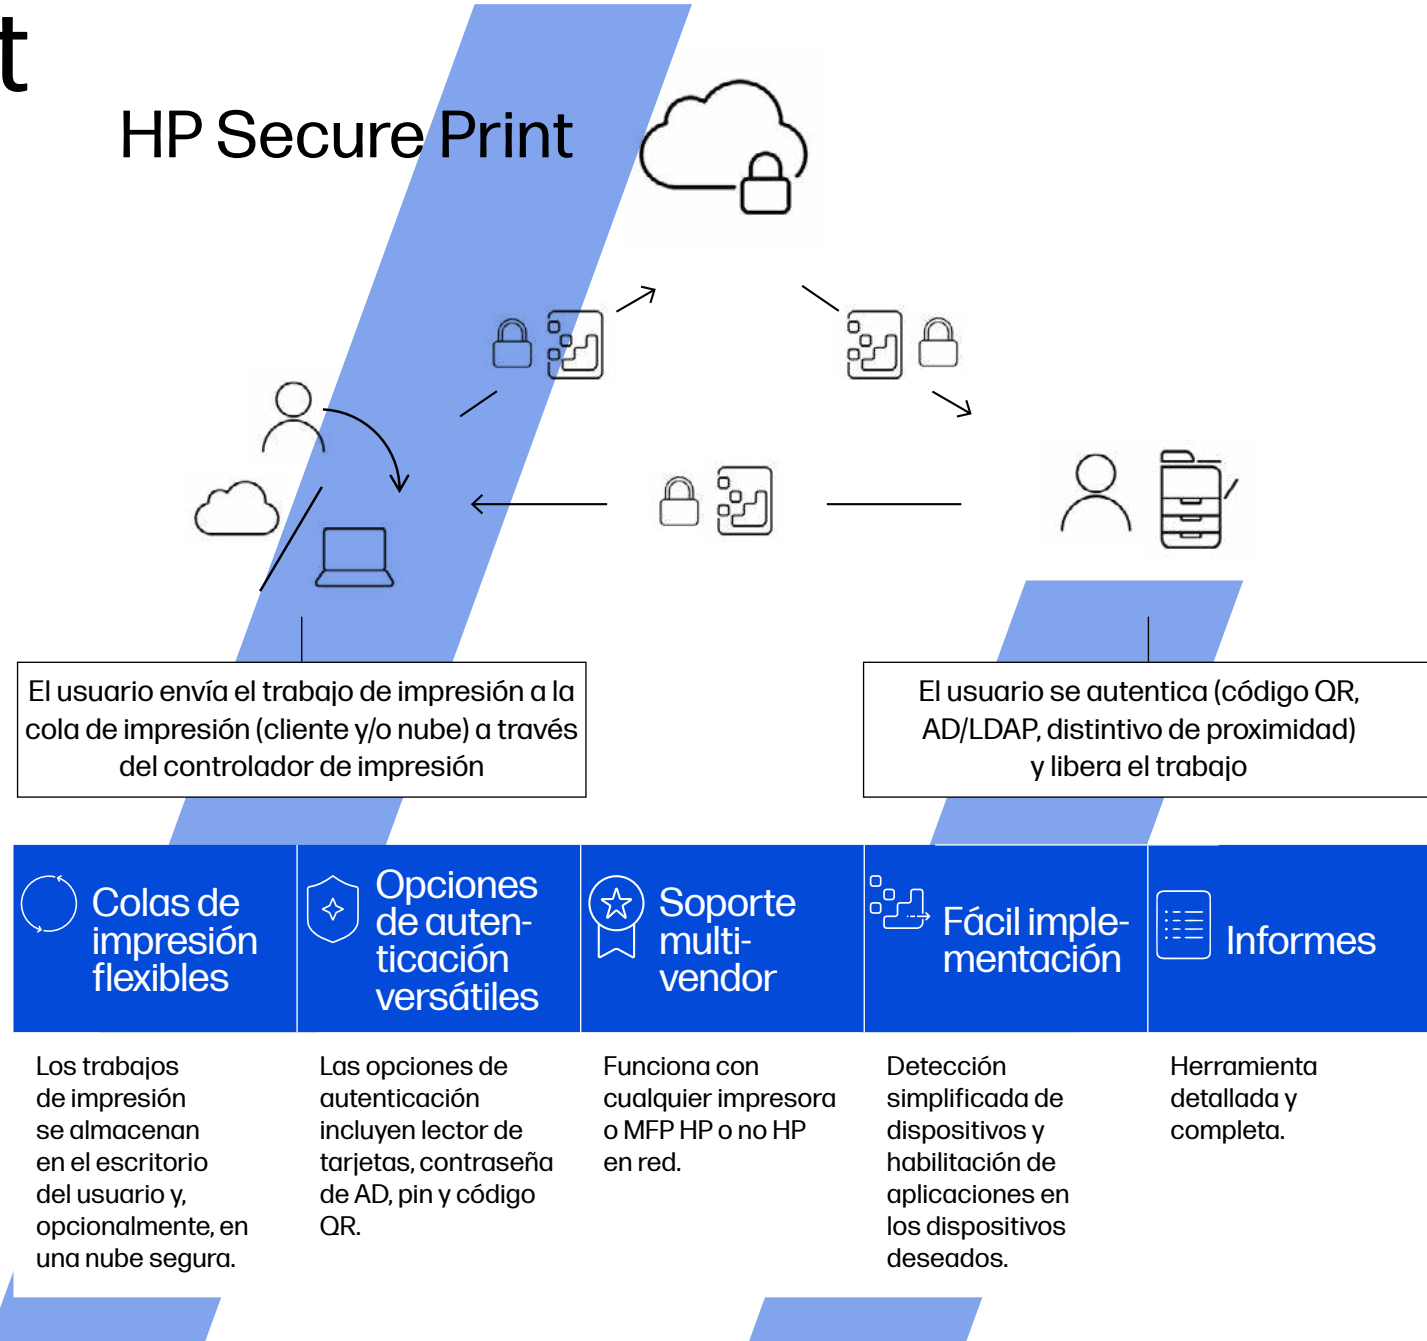 t
HP Secure Print
El usuario envía el trabajo de impresión a la
cola de impresión (cliente y/o nube) a través
del controlador de impresión
El usuario se autentica (código QR,
AD/LDAP, distintivo de proximidad)
y libera el trabajo
Colas de
impresión
flexibles
Opciones
de auten-
ticación
versátiles
Soporte
multi-
vendor
Fácil imple-
mentación
Informes
Los trabajos
de impresión
se almacenan
en el escritorio
del usuario y,
opcionalmente, en
una nube segura.
Las opciones de
autenticación
incluyen lector de
tarjetas, contraseña
de AD, pin y código
QR.
Funciona con
cualquier impresora
o MFP HP o no HP
en red.
Detección
simplificada de
dispositivos y
habilitación de
aplicaciones en
los dispositivos
deseados.
Herramienta
detallada y
completa.